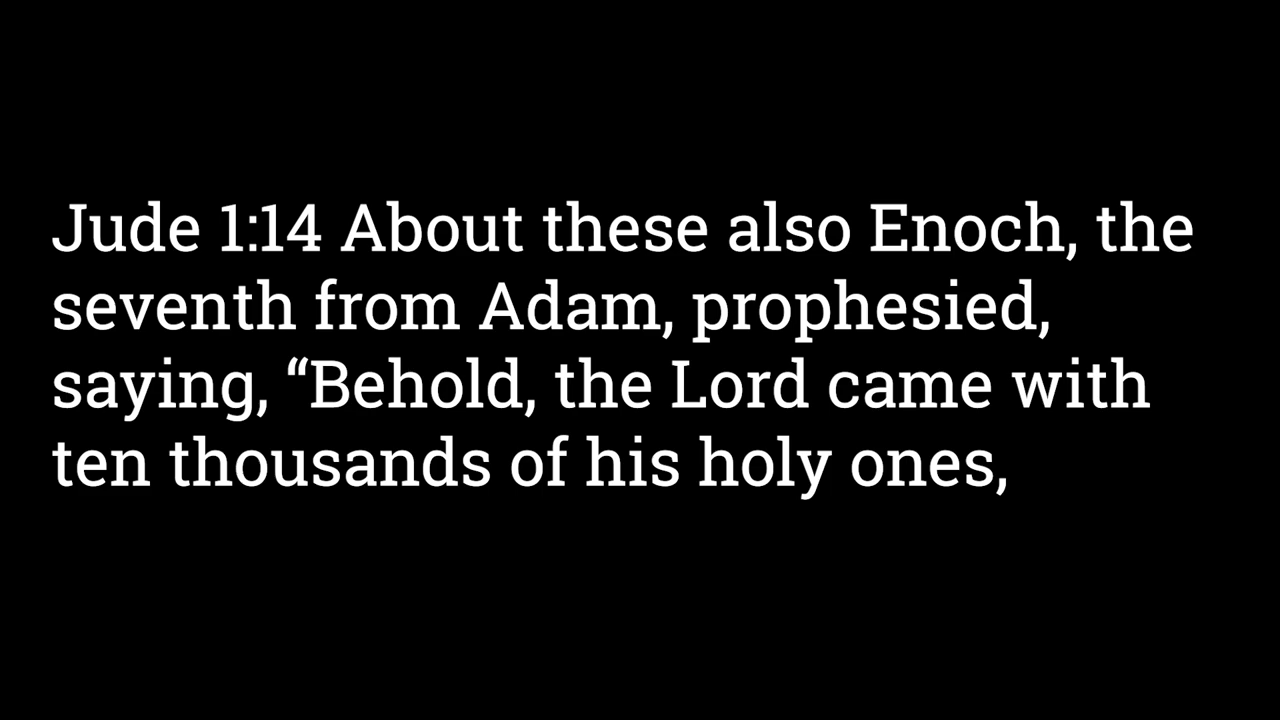 Jude 1:14 About these also Enoch, the
seventh from Adam, prophesied,
saying, “Behold, the Lord came with
ten thousands of his holy ones,